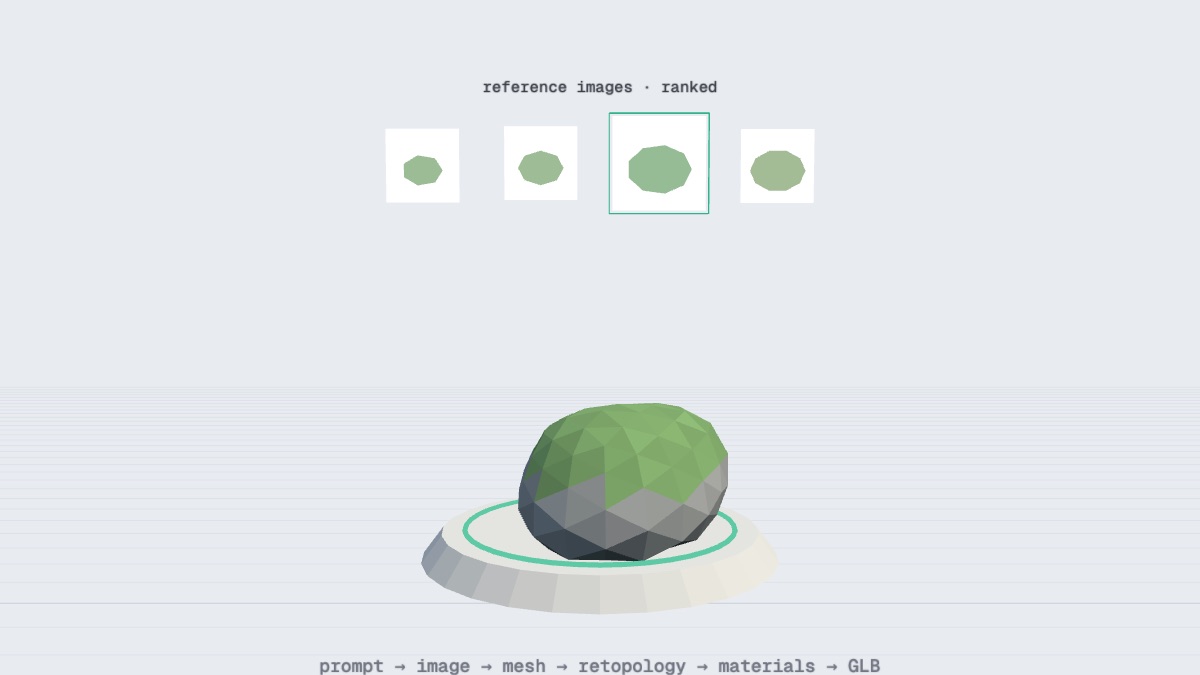 reference images · ranked
prompt → image → mesh → retopology → materials → GLB